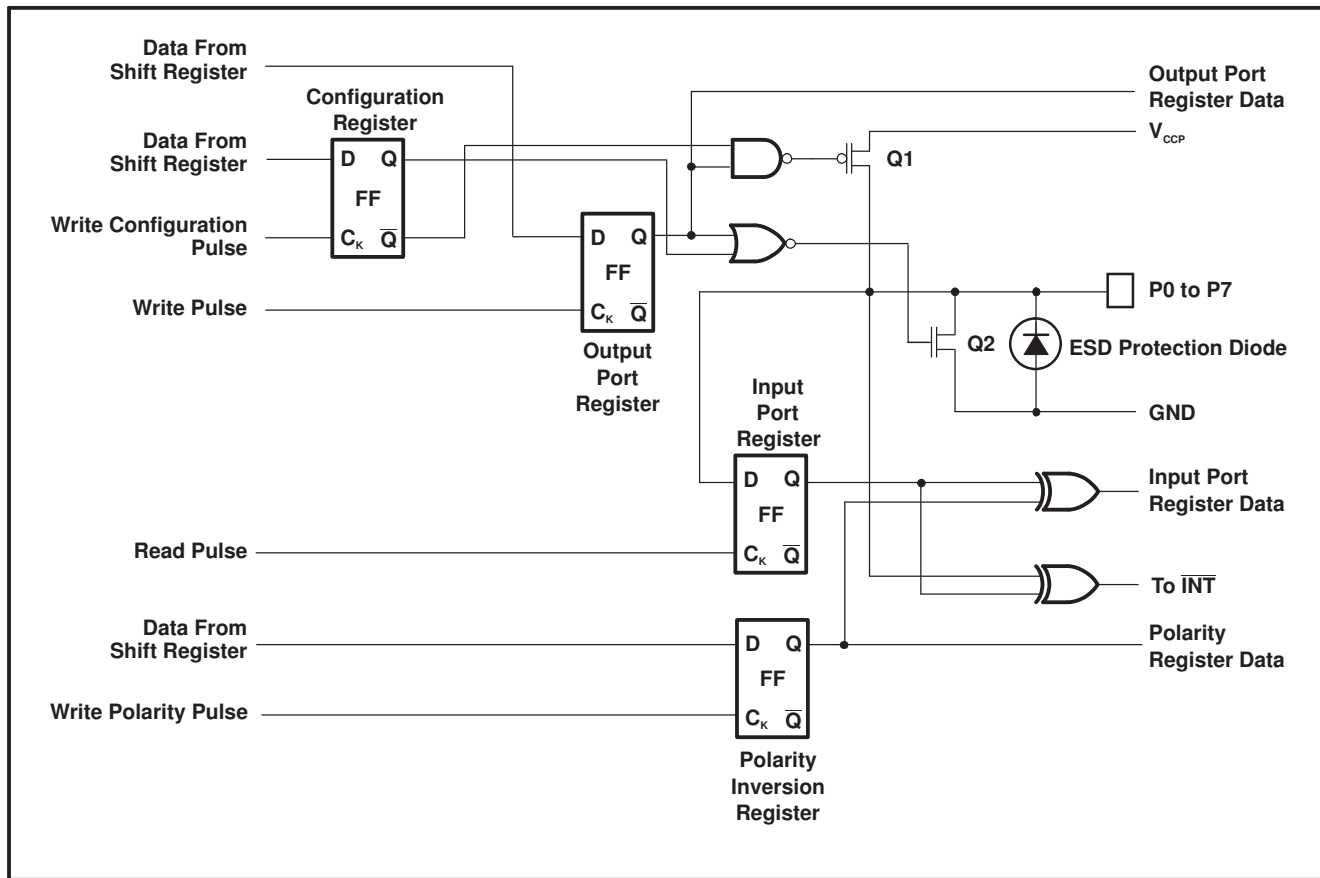 Data From
Shift Register
Configuration
Register
Data From
Shift Register
D Q
FF
CK Q̅
Write Configuration
Pulse
Write Pulse
D Q
FF
CK Q̅
Output
Port
Register
Output Port
Register Data
VCCP
Q1
P0 to P7
Q2
ESD Protection Diode
GND
Input
Port
Register
D Q
FF
CK Q̅
Read Pulse
Input Port
Register Data
To I̅N̅T̅
Data From
Shift Register
Write Polarity Pulse
D Q
FF
CK Q̅
Polarity
Inversion
Register
Polarity
Register Data